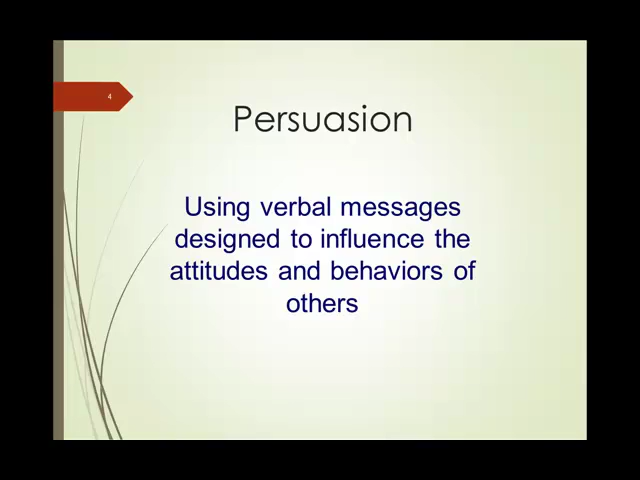 4
Persuasion
Using verbal messages
designed to influence the
attitudes and behaviors of
others